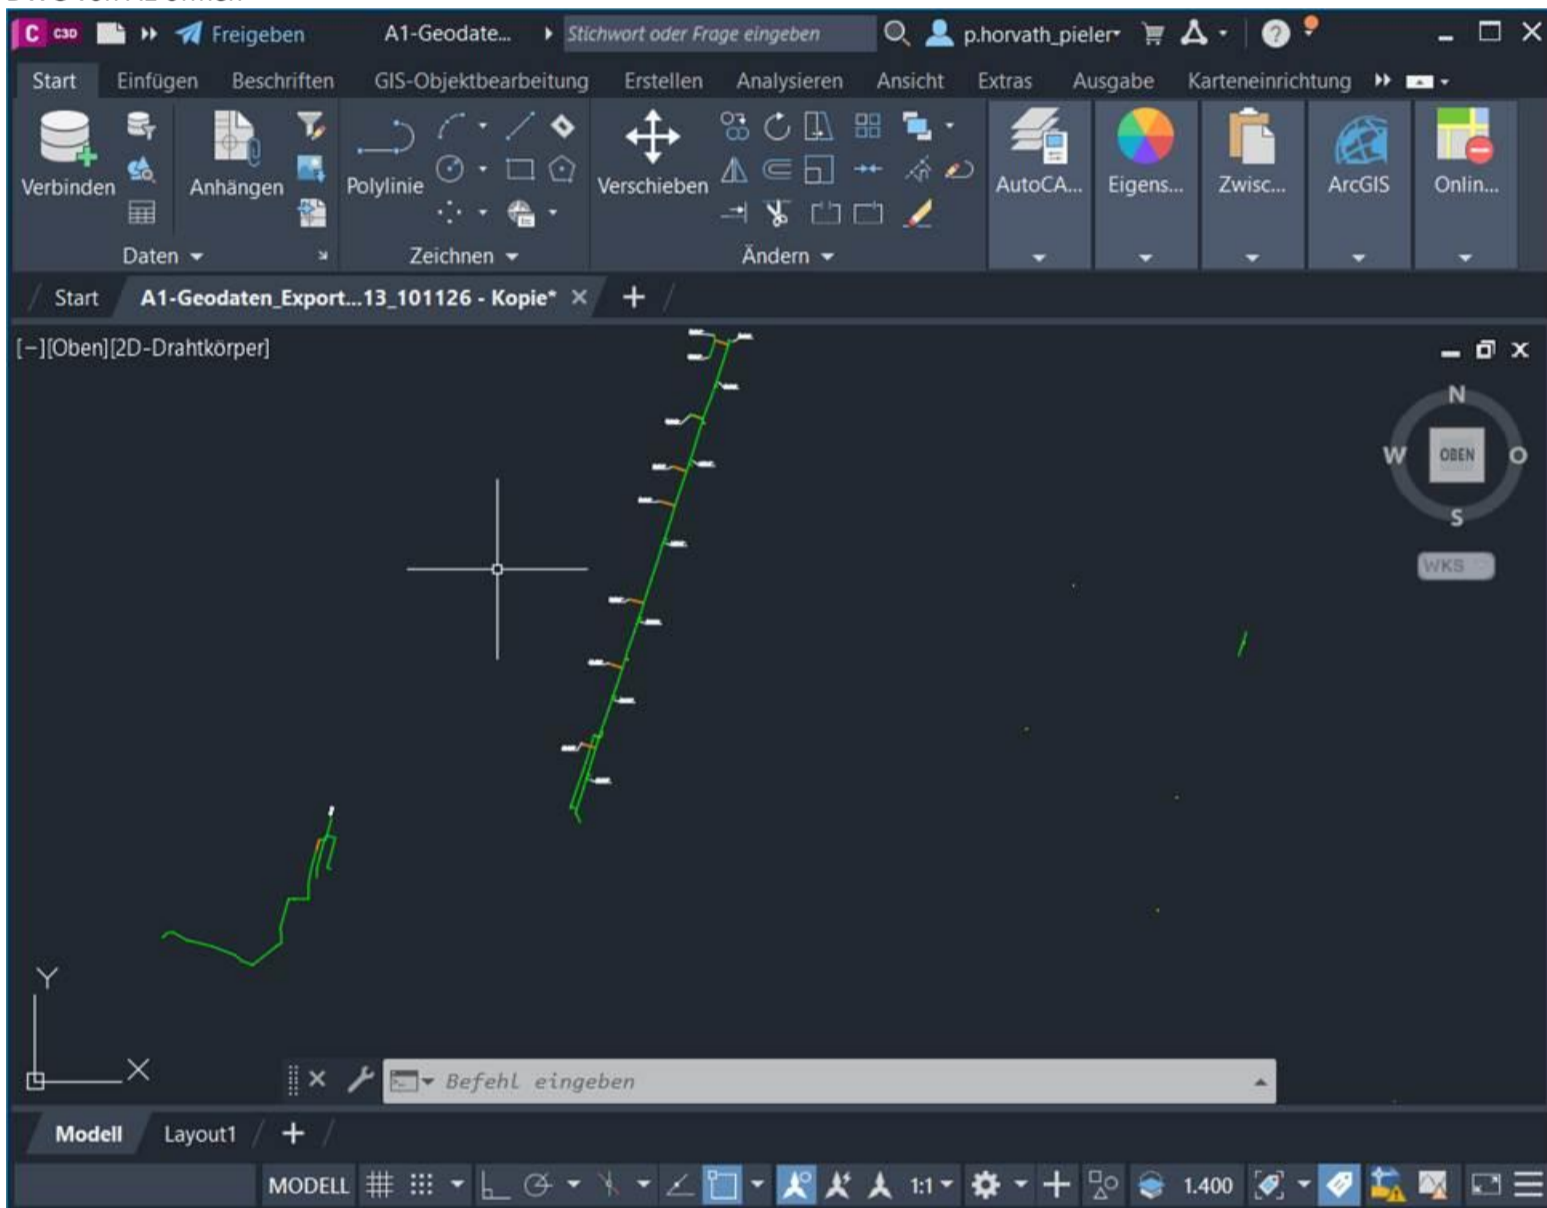 C C3D Freigeben A1-Geodate... Stichwort oder Frage eingeben p.horvath_pieler
Start Einfügen Beschriften GIS-Objektbearbeitung Erstellen Analysieren Ansicht Extras Ausgabe Karteneinrichtung
Verbinden Anhängen Polylinie Verschieben AutoCA... Eigens... Zwisc... ArcGIS Onlin...
Daten Zeichnen Ändern
Start A1-Geodaten_Export...13_101126 - Kopie*
[−][Oben][2D-Drahtkörper]
N
W OBEN O
S
WKS
Y
X
Befehl eingeben
Modell Layout1
MODELL 1:1 1.400